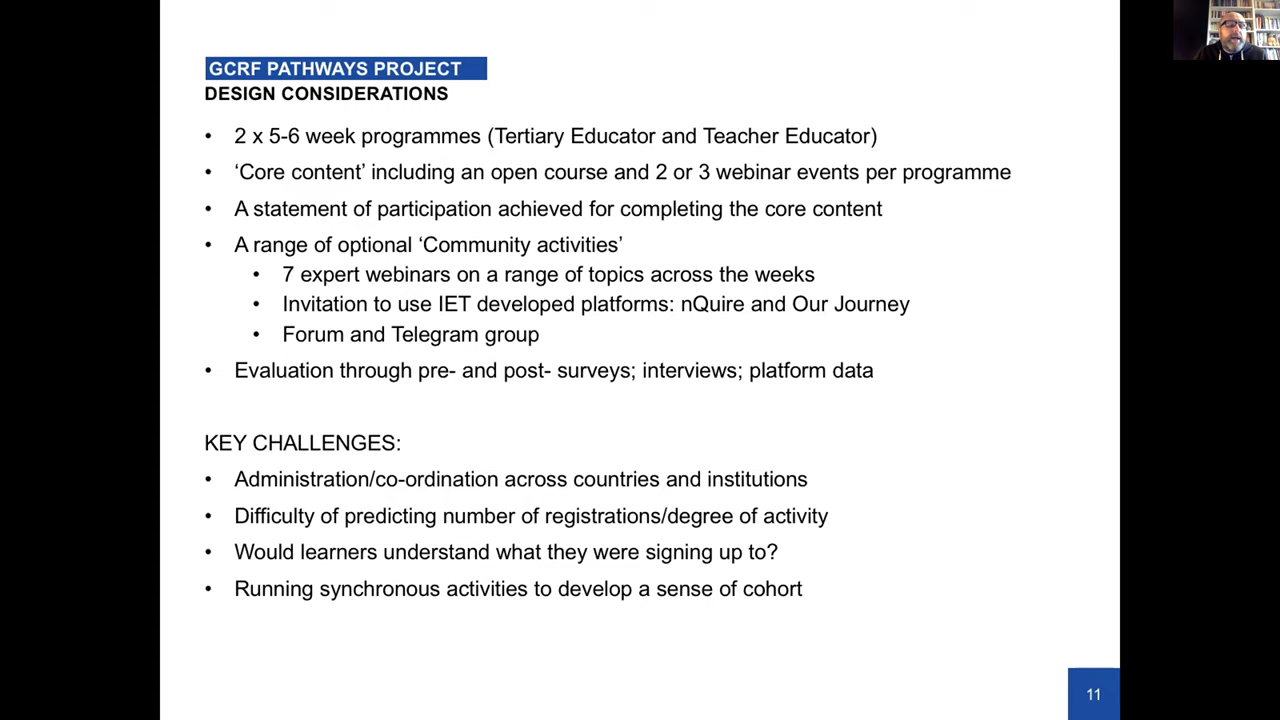 GCRF PATHWAYS PROJECT
DESIGN CONSIDERATIONS
• 2 x 5-6 week programmes (Tertiary Educator and Teacher Educator)
• ‘Core content’ including an open course and 2 or 3 webinar events per programme
• A statement of participation achieved for completing the core content
• A range of optional ‘Community activities’
• 7 expert webinars on a range of topics across the weeks
• Invitation to use IET developed platforms: nQuire and Our Journey
• Forum and Telegram group
• Evaluation through pre- and post- surveys; interviews; platform data
KEY CHALLENGES:
• Administration/co-ordination across countries and institutions
• Difficulty of predicting number of registrations/degree of activity
• Would learners understand what they were signing up to?
• Running synchronous activities to develop a sense of cohort
11